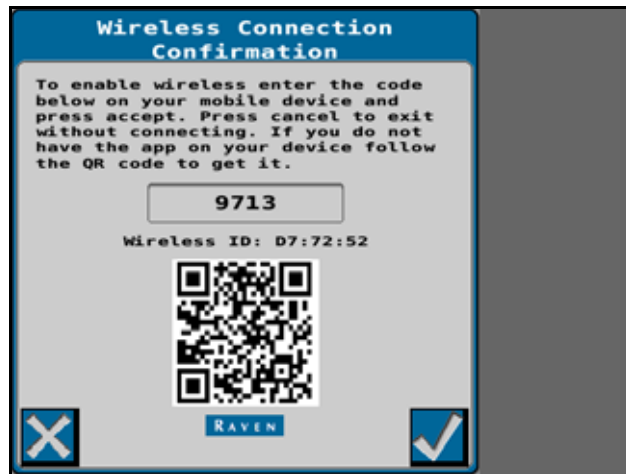 Wireless Connection
Confirmation
To enable wireless enter the code
below on your mobile device and
press accept. Press cancel to exit
without connecting. If you do not
have the app on your device follow
the QR code to get it.
9713
Wireless ID: D7:72:52
RAVEN